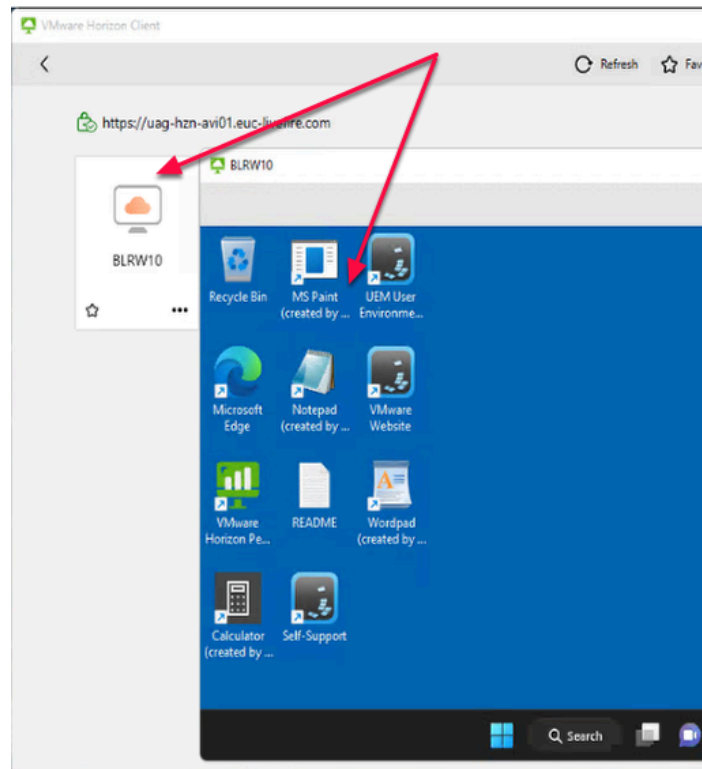 VMware Horizon Client
Refresh Fav
https://uag-hzn-avi01.euc-livefire.com
BLRW10
BLRW10
Recycle Bin
MS Paint
(created by ...
UEM User
Environme...
Microsoft
Edge
Notepad
(created by ...
VMware
Website
VMware
Horizon Pe...
README
Wordpad
(created by ...
Calculator
(created by ...
Self-Support
Search